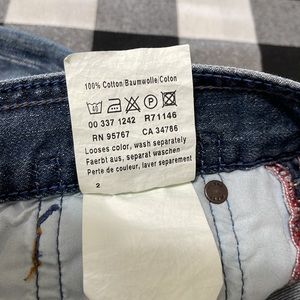 100% Cotton/Baumwolle/Coton
40
P
00 337 1242 R71146
RN 95767 CA 34786
Looses color, wash separately
Faerbt aus, separat waschen
Perte de couleur, laver separement
2